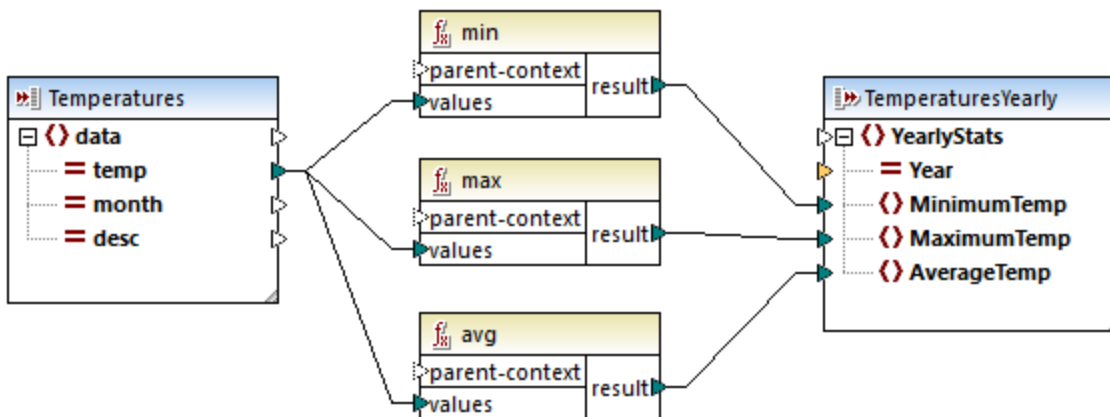 Temperatures
data
temp
month
desc
min
parent-context
values
result
max
parent-context
values
result
avg
parent-context
values
result
TemperaturesYearly
YearlyStats
Year
MinimumTemp
MaximumTemp
AverageTemp